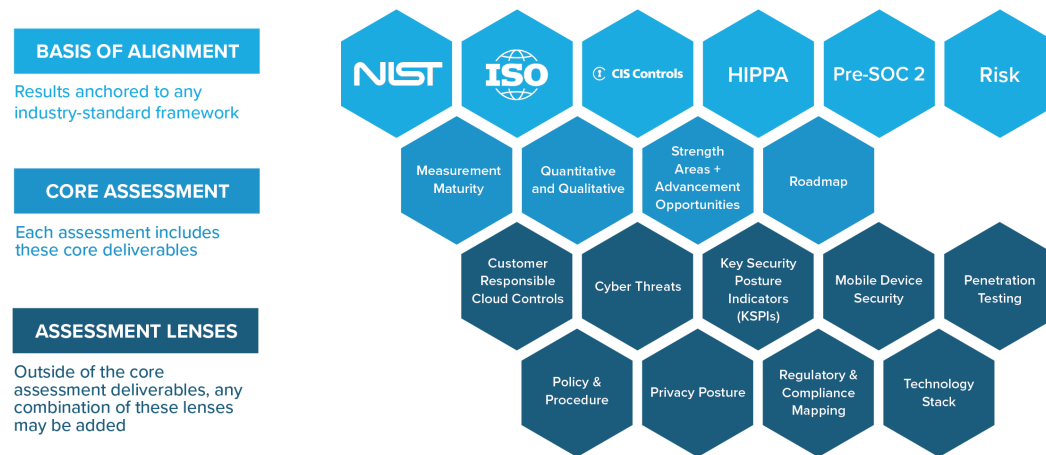 BASIS OF ALIGNMENT
Results anchored to any
industry-standard framework
NIST
ISO
CIS Controls
HIPPA
Pre-SOC 2
Risk
CORE ASSESSMENT
Each assessment includes
these core deliverables
Measurement
Maturity
Quantitative
and Qualitative
Strength
Areas +
Advancement
Opportunities
Roadmap
ASSESSMENT LENSES
Outside of the core
assessment deliverables, any
combination of these lenses
may be added
Customer
Responsible
Cloud Controls
Cyber Threats
Key Security
Posture
Indicators
(KSPIs)
Mobile Device
Security
Penetration
Testing
Policy &
Procedure
Privacy Posture
Regulatory &
Compliance
Mapping
Technology
Stack